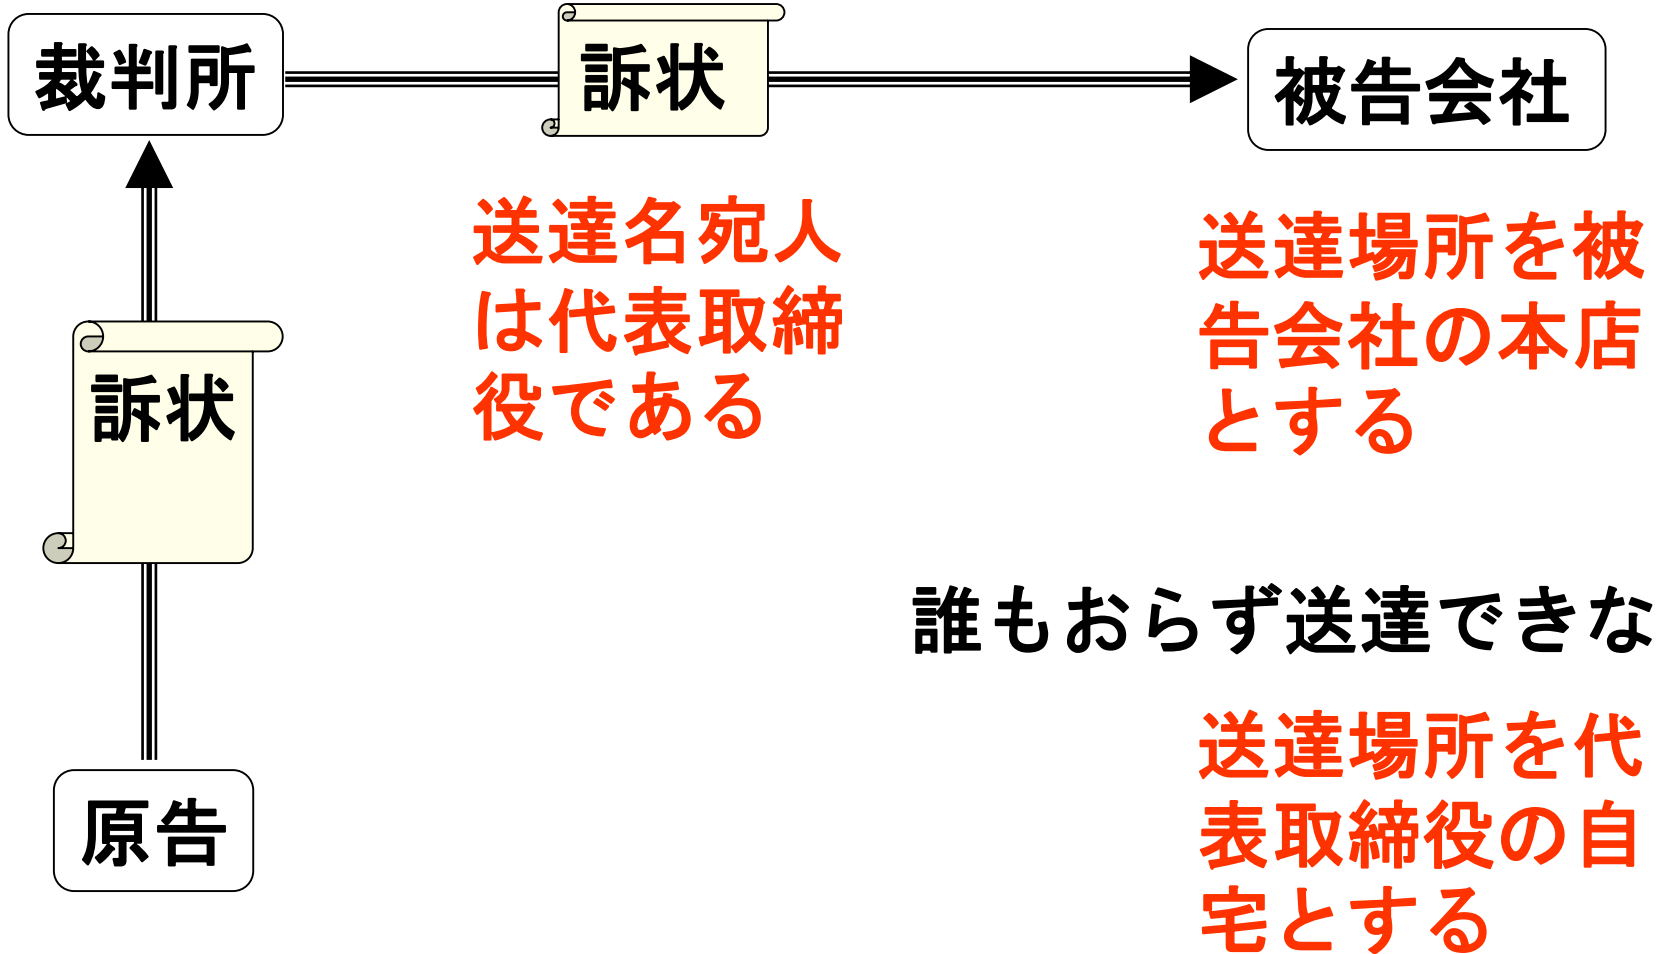 裁判所
訴状
被告会社
送達名宛人
は代表取締
役である
送達場所を被
告会社の本店
とする
訴状
誰もおらず送達できな
送達場所を代
表取締役の自
宅とする
原告